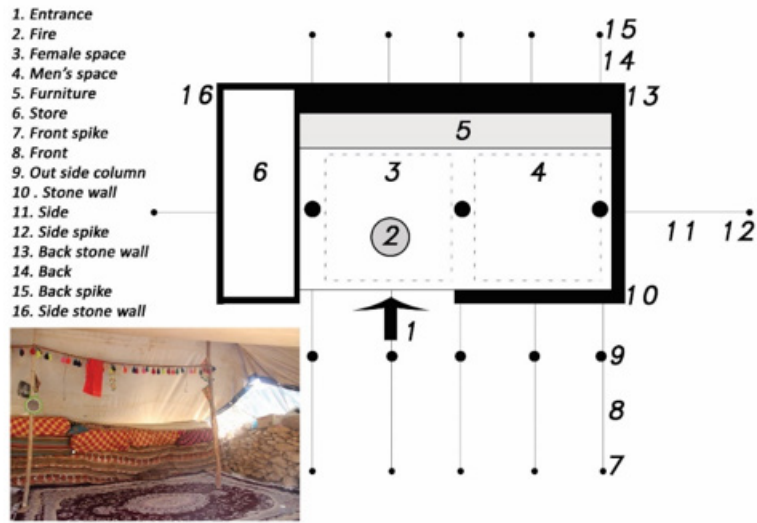 1. Entrance
2. Fire
3. Female space
4. Men's space
5. Furniture
6. Store
7. Front spike
8. Front
9. Out side column
10 . Stone wall
11. Side
12. Side spike
13. Back stone wall
14. Back
15. Back spike
16. Side stone wall
15
14
16
13
5
6
3
4
2
11
12
10
1
9
8
7